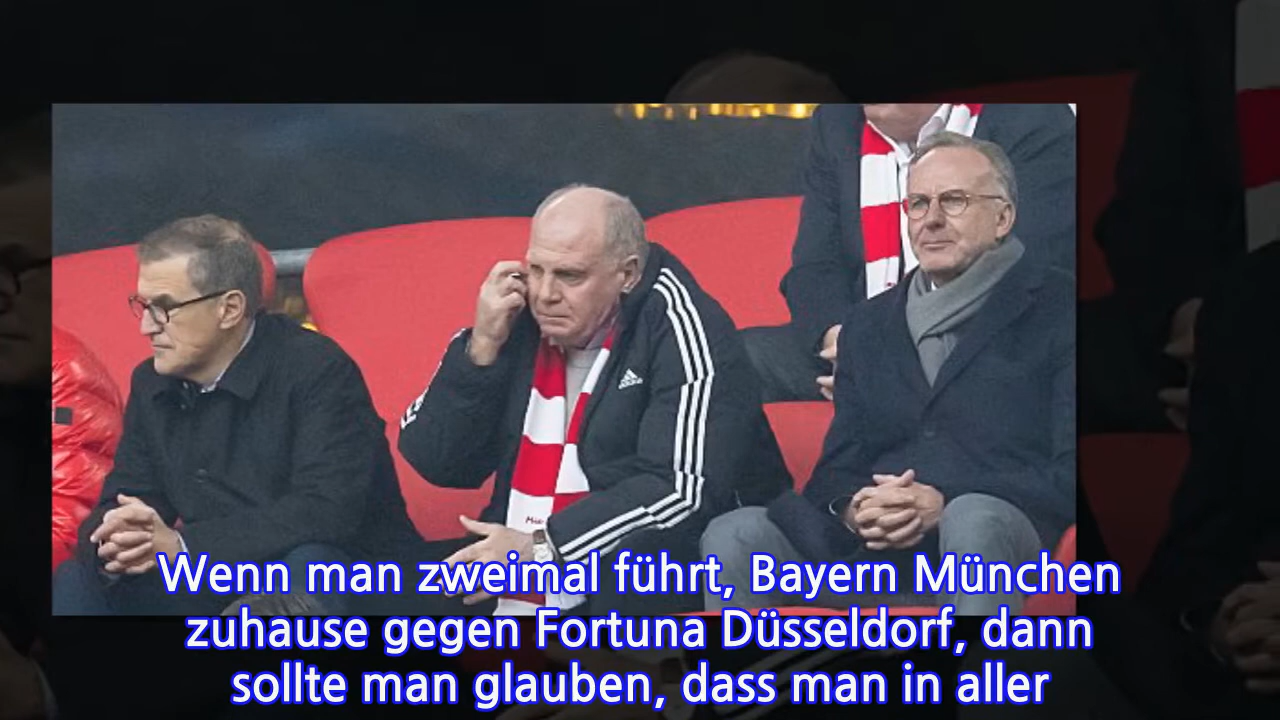 Wenn man zweimal führt, Bayern München
zuhause gegen Fortuna Düsseldorf, dann
sollte man glauben, dass man in aller